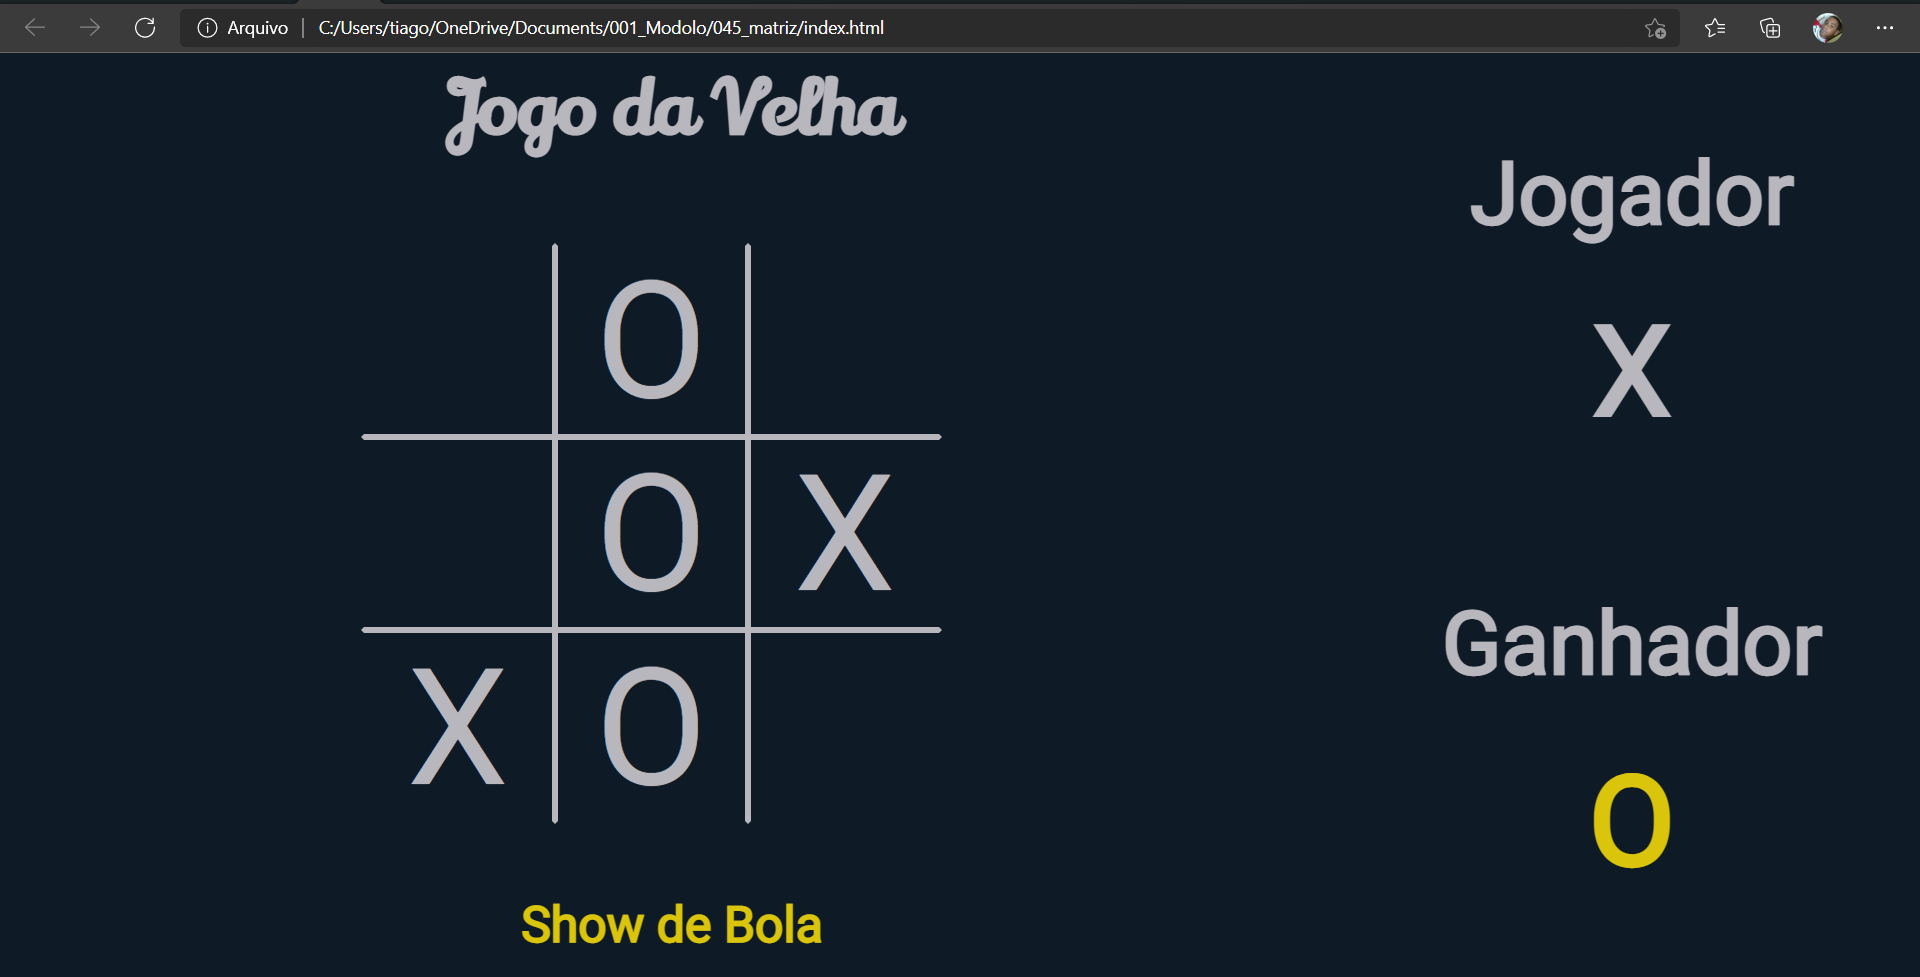 Arquivo | C:/Users/tiago/OneDrive/Documents/001_Modolo/045_matriz/index.html
Jogo da Velha
O
O X
X O
Show de Bola
Jogador
X
Ganhador
O